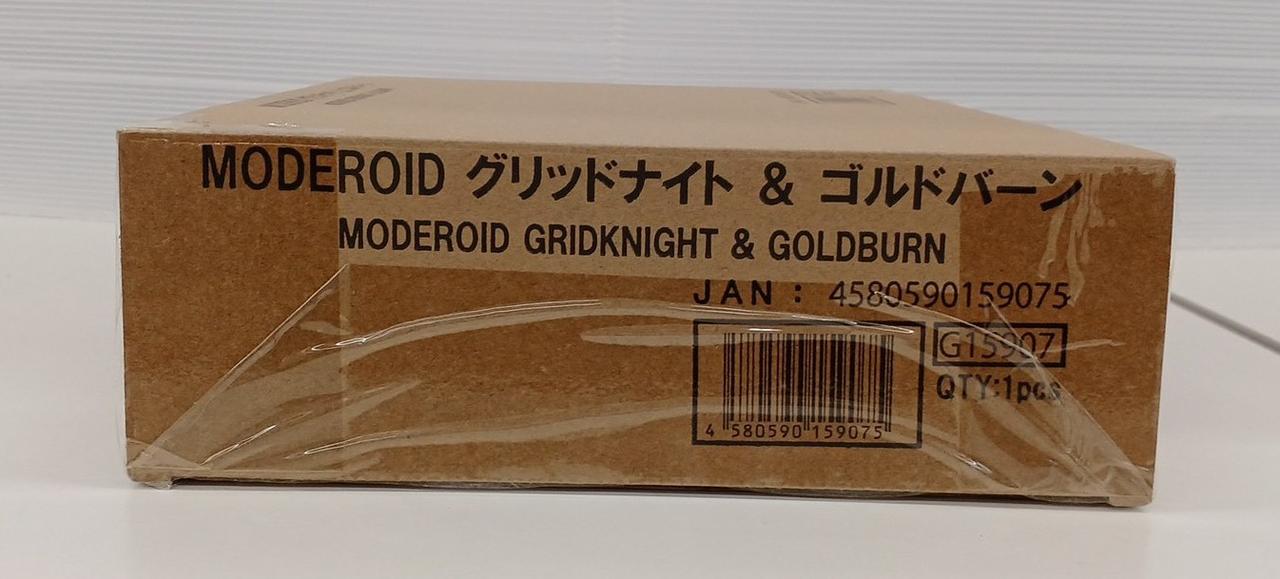 MODEROID グリッドナイト & ゴルドバーン
MODEROID GRIDKNIGHT & GOLDBURN
JAN : 4580590159075
G15907
QTY:1pcs
4 580590 159075